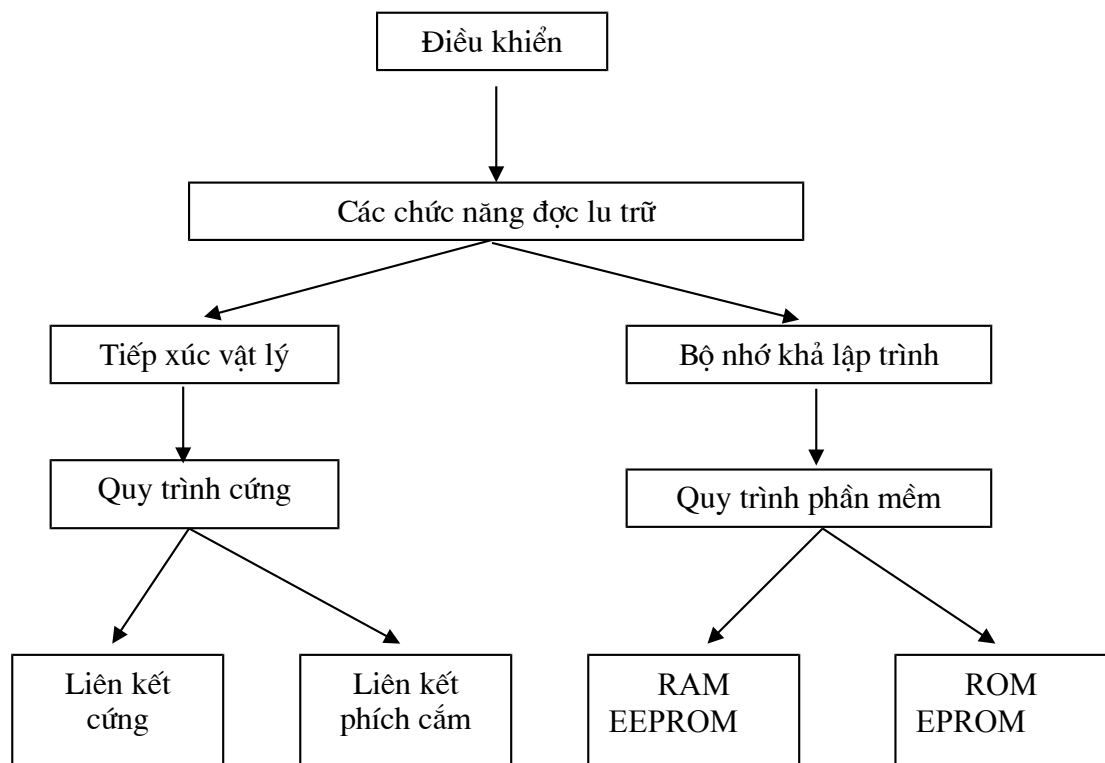 Điều khiển
Các chức năng đợc lu trữ
Tiếp xúc vật lý
Bộ nhớ khả lập trình
Quy trình cứng
Quy trình phần mềm
Liên kết
cứng
Liên kết
phích cắm
RAM
EEPROM
ROM
EPROM